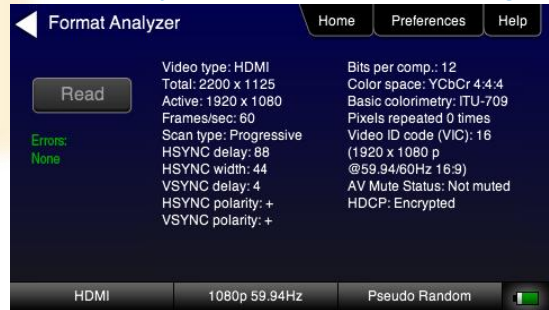 Format Analyzer
Home
Preferences
Help
Read
Errors:
None
Video type: HDMI
Total: 2200 x 1125
Active: 1920 x 1080
Frames/sec: 60
Scan type: Progressive
HSYNC delay: 88
HSYNC width: 44
VSYNC delay: 4
HSYNC polarity: +
VSYNC polarity: +
Bits per comp.: 12
Color space: YCbCr 4:4:4
Basic colorimetry: ITU-709
Pixels repeated 0 times
Video ID code (VIC): 16
(1920 x 1080 p
@59.94/60Hz 16:9)
AV Mute Status: Not muted
HDCP: Encrypted
HDMI
1080p 59.94Hz
Pseudo Random